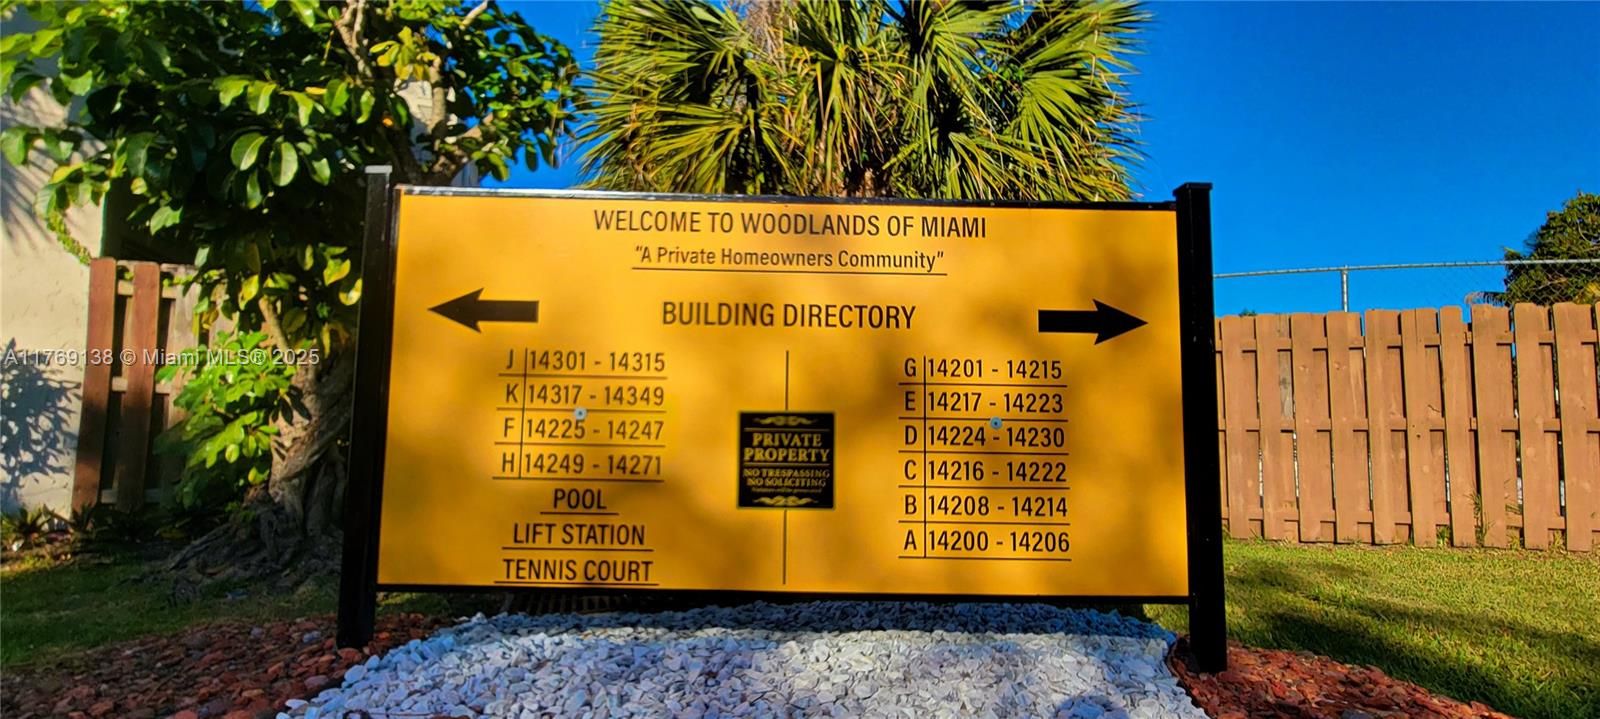 WELCOME TO WOODLANDS OF MIAMI
"A Private Homeowners Community"
BUILDING DIRECTORY
J 14301 - 14315
K 14317 - 14349
F 14225 - 14247
H 14249 - 14271
POOL
LIFT STATION
TENNIS COURT
PRIVATE
PROPERTY
NO TRESPASSING
NO SOLICITING
G 14201 - 14215
E 14217 - 14223
D 14224 - 14230
C 14216 - 14222
B 14208 - 14214
A 14200 - 14206
A11769138 © Miami MLS® 2025